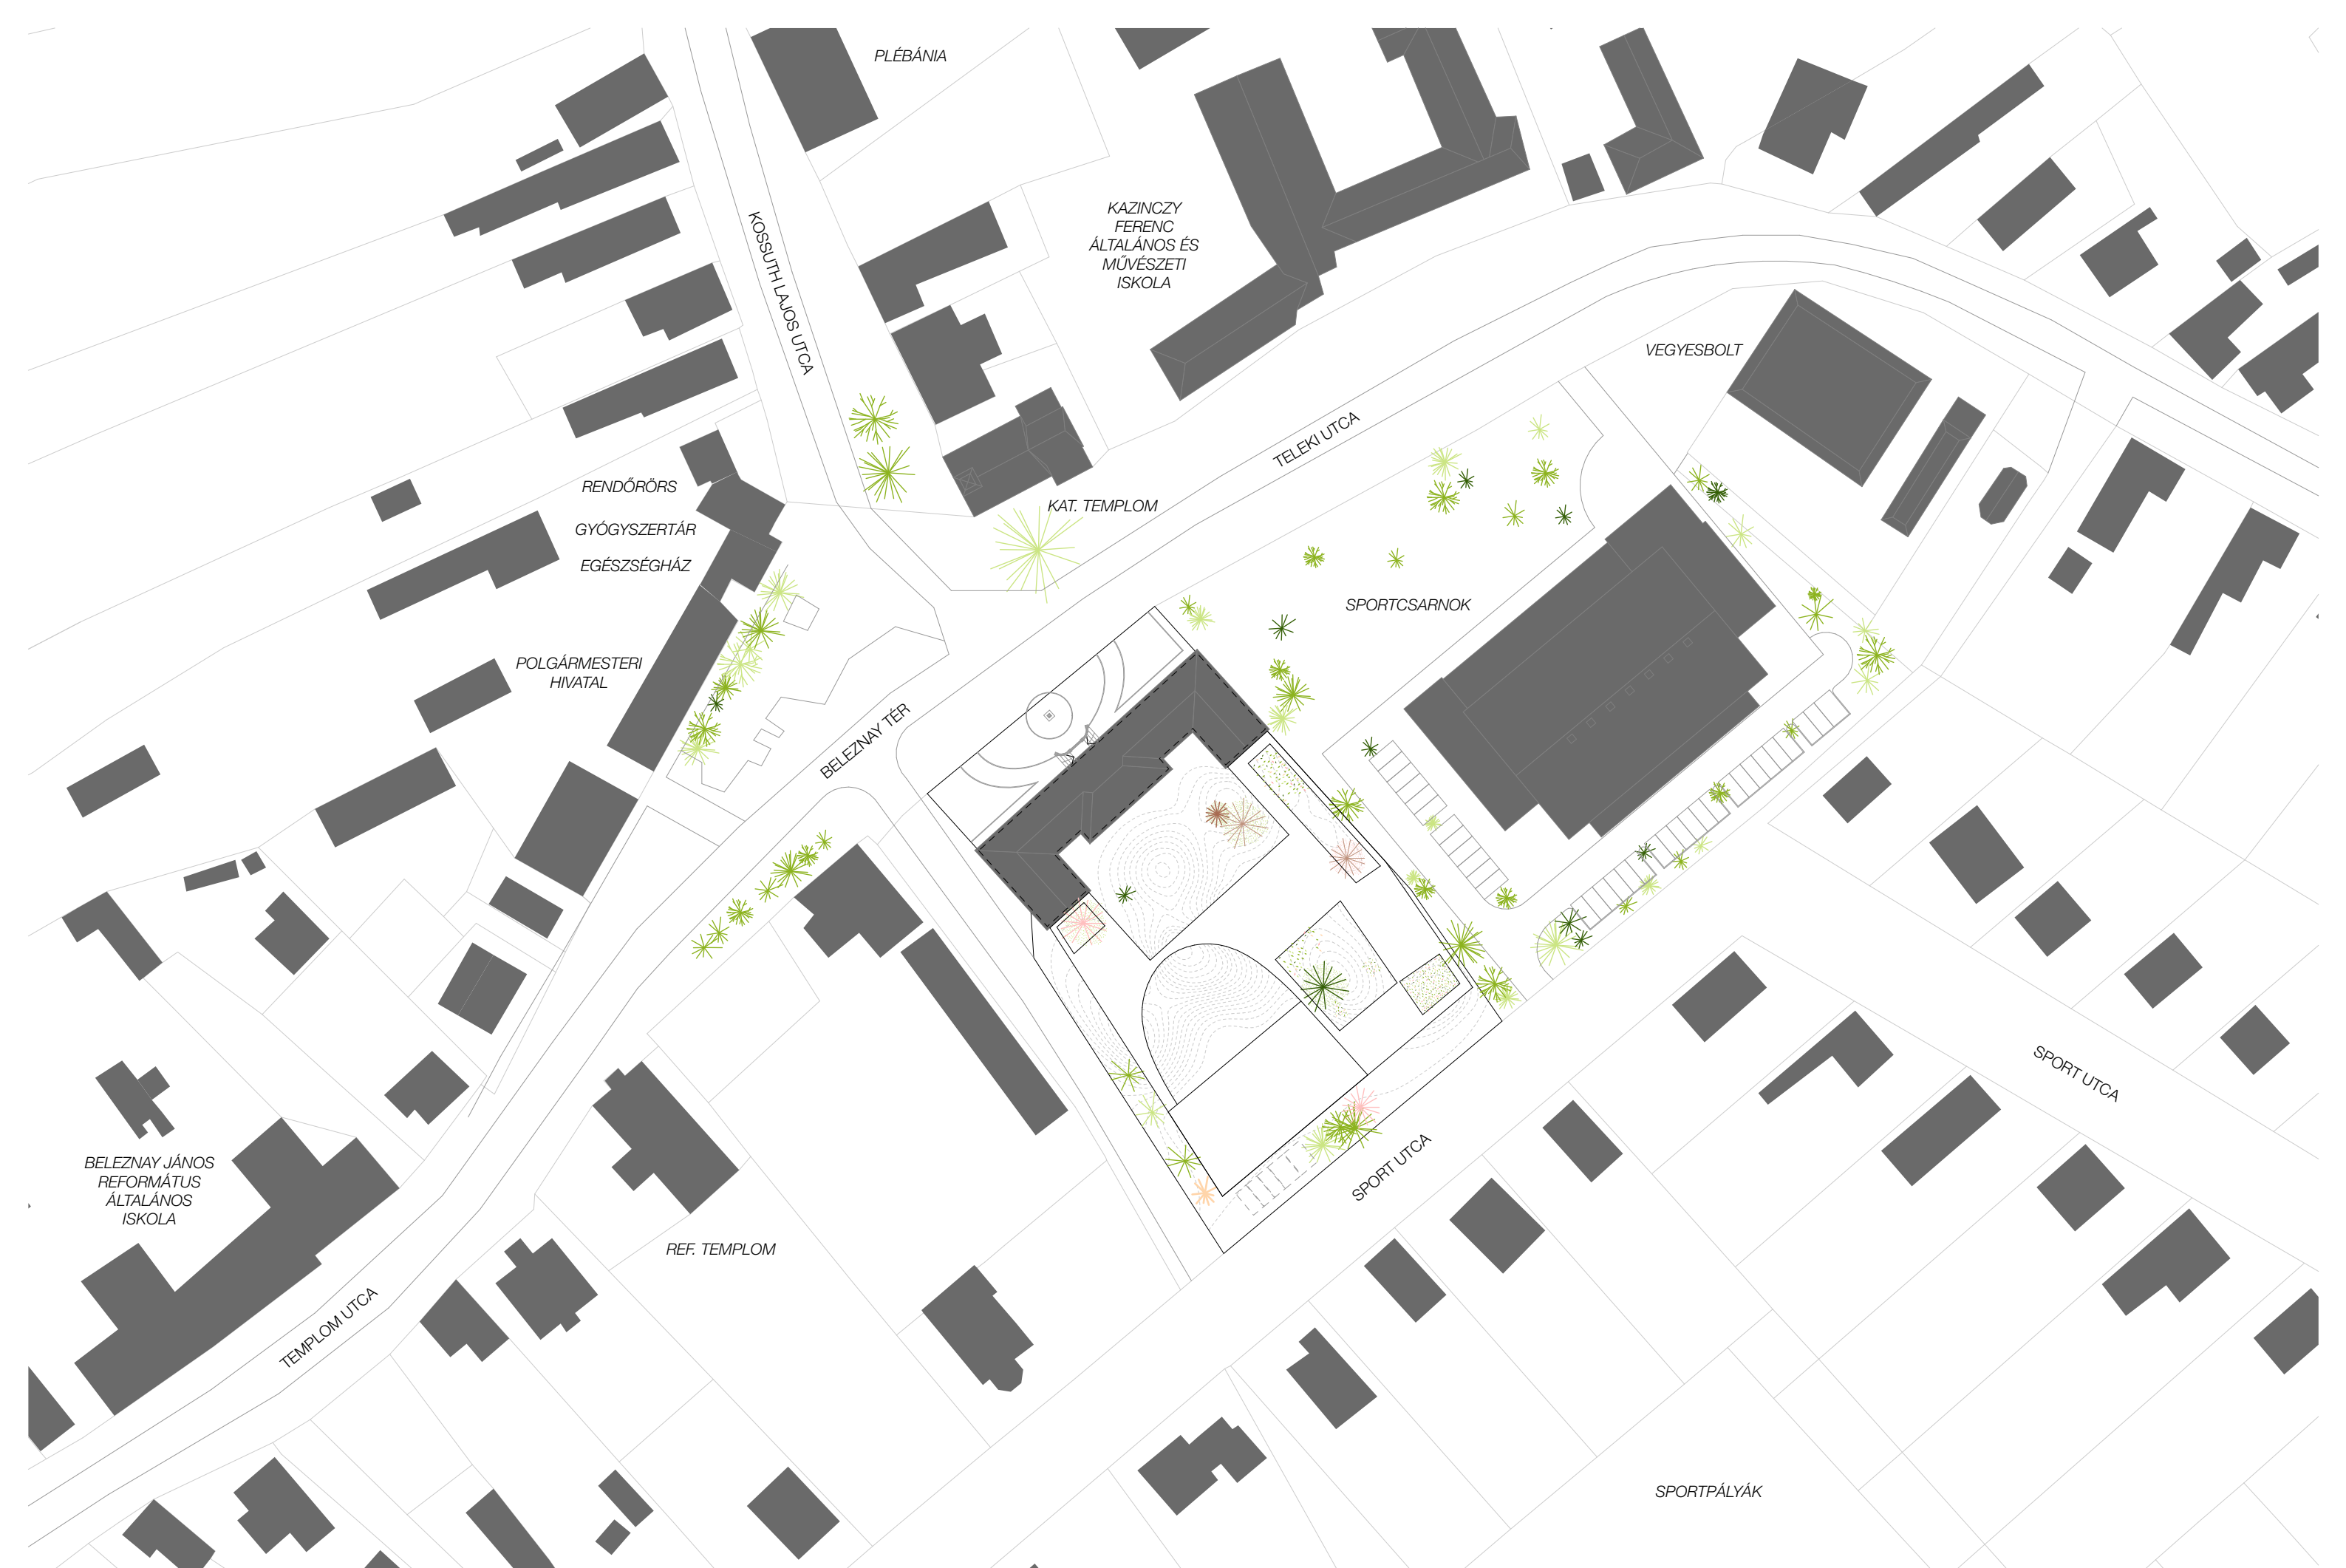 PLÉBÁNIA
KAZINCZY
FERENC
ÁLTALÁNOS ÉS
MŰVÉSZETI
ISKOLA
KOSSUTH LAJOS UTCA
VEGYESBOLT
TELEKI UTCA
RENDŐRÖRS
KAT. TEMPLOM
GYÓGYSZERTÁR
EGÉSZSÉGHÁZ
SPORTCSARNOK
POLGÁRMESTERI
HIVATAL
BELEZNAY TÉR
SPORT UTCA
BELEZNAY JÁNOS
REFORMÁTUS
ÁLTALÁNOS
ISKOLA
SPORT UTCA
REF. TEMPLOM
TEMPLOM UTCA
SPORTPÁLYÁK